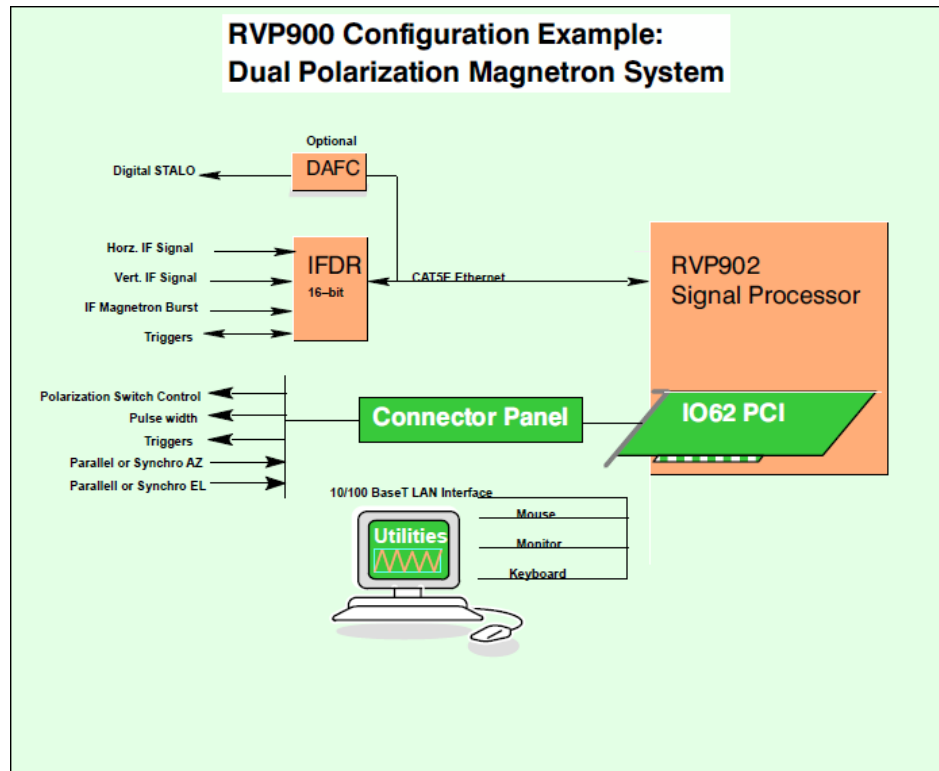 RVP900 Configuration Example:
Dual Polarization Magnetron System
Optional
DAFC
Digital STALO
Horz. IF Signal
Vert. IF Signal
IF Magnetron Burst
Triggers
IFDR
16–bit
CAT5E Ethernet
RVP902
Signal Processor
Polarization Switch Control
Pulse width
Triggers
Parallel or Synchro AZ
Parallell or Synchro EL
Connector Panel
IO62 PCI
10/100 BaseT LAN Interface
Mouse
Monitor
Keyboard
Utilities